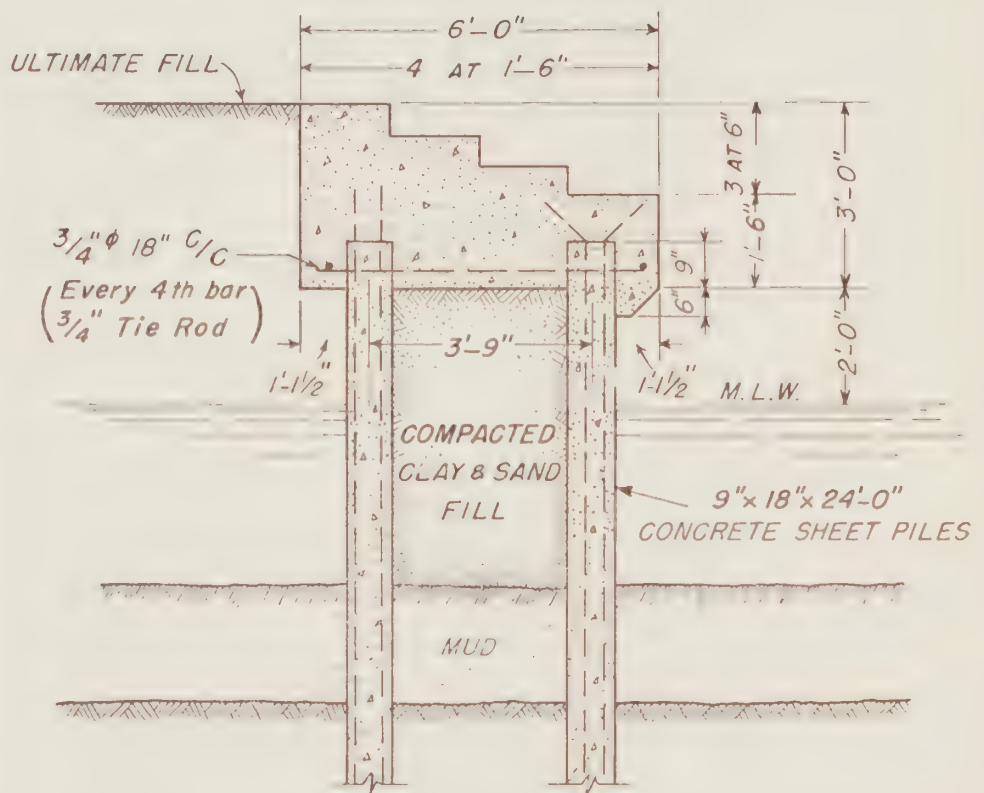 6'-0"
4 AT 1'-6"
ULTIMATE FILL
3 AT 6"
3'-0"
1'-6"
3/4" ϕ 18" C/C
(Every 4th bar
3/4" Tie Rod)
9"
6"
2'-0"
3'-9"
1'-1 1/2"
1'-1 1/2"
M.L.W.
COMPACTED
CLAY & SAND
FILL
9" x 18" x 24'-0"
CONCRETE SHEET PILES
MUD